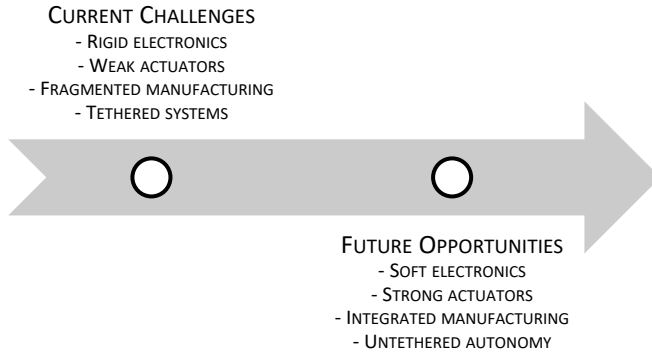 Current Challenges
- Rigid electronics
- Weak actuators
- Fragmented manufacturing
- Tethered systems
Future Opportunities
- Soft electronics
- Strong actuators
- Integrated manufacturing
- Untethered autonomy